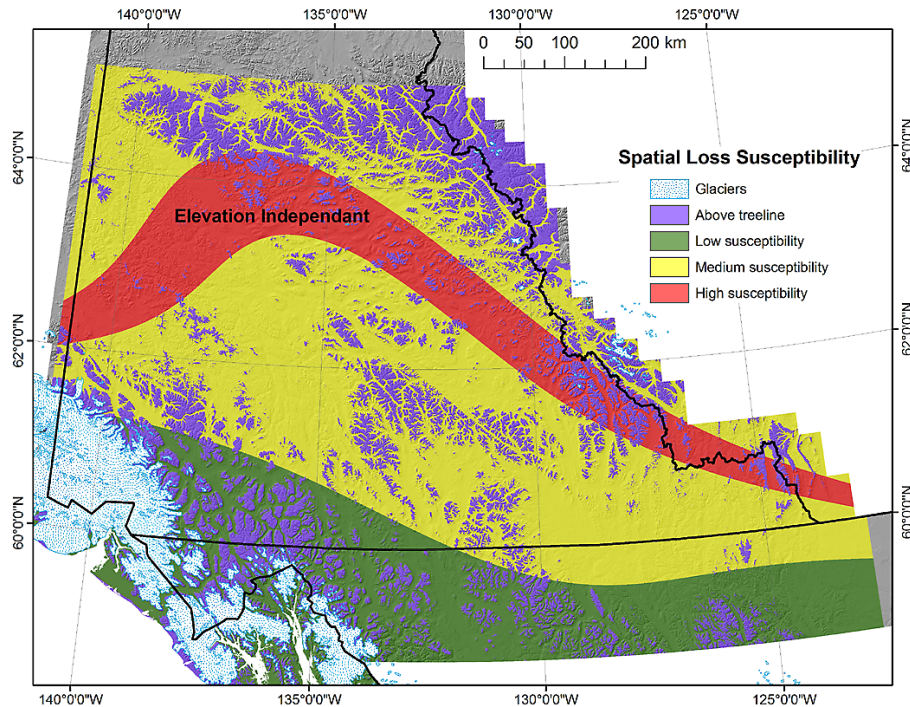 140°0'0"W 135°0'0"W 130°0'0"W 125°0'0"W
0 50 100 200 km
64°0'0"N
64°0'0"N
Spatial Loss Susceptibility
Glaciers
Above treeline
Low susceptibility
Medium susceptibility
High susceptibility
Elevation Independant
62°0'0"N
62°0'0"N
60°0'0"N
60°0'0"N
140°0'0"W 135°0'0"W 130°0'0"W 125°0'0"W